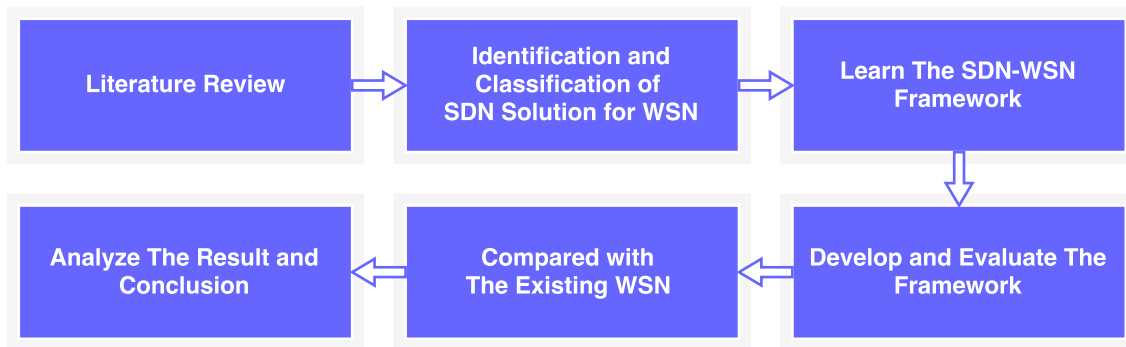 Literature Review
Identification and
Classification of
SDN Solution for WSN
Learn The SDN-WSN
Framework
Develop and Evaluate The
Framework
Compared with
The Existing WSN
Analyze The Result and
Conclusion